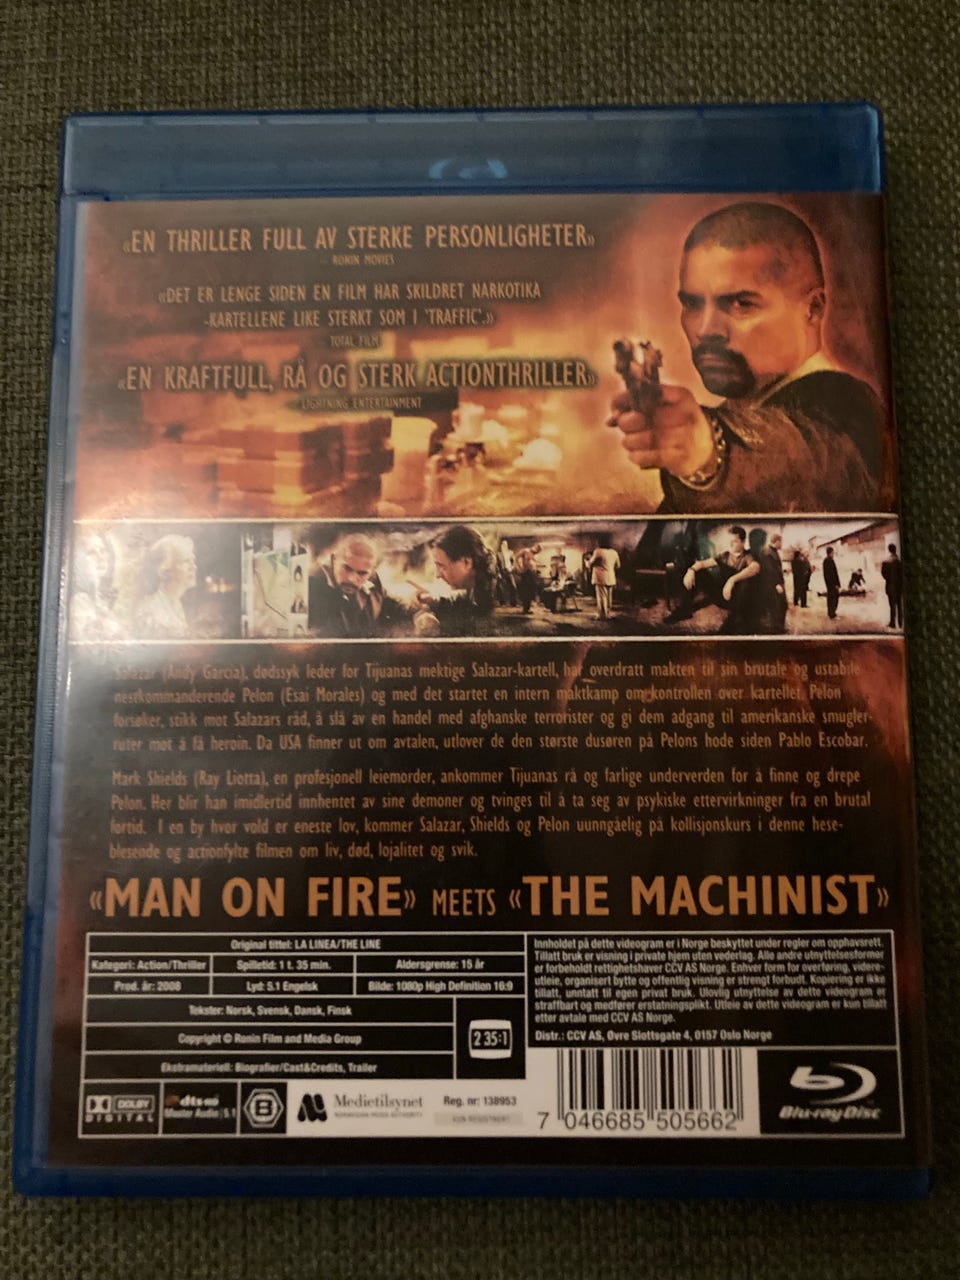 «EN THRILLER FULL AV STERKE PERSONLIGHETER»
- RONIN MOVIES
«DET ER LENGE SIDEN EN FILM HAR SKILDRET NARKOTIKA
-KARTELLENE LIKE STERKT SOM I 'TRAFFIC'.»
- TOTAL FILM
«EN KRAFTFULL, RÅ OG STERK ACTIONTHRILLER»
- LIGHTNING ENTERTAINMENT
Salazar (Andy Garcia), dødssyk leder for Tijuanas mektige Salazar-kartell, har overdratt makten til sin brutale og ustabile
nestkommanderende Pelon (Esai Morales) og med det startet en intern maktkamp om kontrollen over kartellet. Pelon
forsøker, stikk mot Salazars råd, å slå av en handel med afghanske terrorister og gi dem adgang til amerikanske smugler-
ruter mot å få heroin. Da USA finner ut om avtalen, utlover de den største dusøren på Pelons hode siden Pablo Escobar.
Mark Shields (Ray Liotta), en profesjonell leiemorder, ankommer Tijuanas rå og farlige underverden for å finne og drepe
Pelon. Her blir han imidlertid innhentet av sine demoner og tvinges til å ta seg av psykiske ettervirkninger fra en brutal
fortid. I en by hvor vold er eneste lov, kommer Salazar, Shields og Pelon uunngåelig på kollisjonskurs i denne hese-
blesende og actionfylte filmen om liv, død, lojalitet og svik.
«MAN ON FIRE» MEETS «THE MACHINIST»
Original tittel: LA LINEA/THE LINE
Kategori: Action/Thriller Spilletid: 1 t. 35 min. Aldersgrense: 15 år
Prod. år: 2008 Lyd: 5.1 Engelsk Bilde: 1080p High Definition 16:9
Tekster: Norsk, Svensk, Dansk, Finsk
Copyright © Ronin Film and Media Group
Ekstramateriell: Biografier/Cast&Credits, Trailer
2 35:1
Innholdet på dette videogram er i Norge beskyttet under regler om opphavsrett.
Tillatt bruk er visning i private hjem uten vederlag. Alle andre utnyttelsesformer
er forbeholdt rettighetshaver CCV AS Norge. Enhver form for overføring, videre-
utleie, organisert bytte og offentlig visning er strengt forbudt. Kopiering er ikke
tillatt, unntatt til egen privat bruk. Ulovlig utnyttelse av dette videogram er
straffbart og medfører erstatningsplikt. Utleie av dette videogram er kun tillatt
etter avtale med CCV AS Norge.
Distr.: CCV AS, Øvre Slottsgate 4, 0157 Oslo Norge
DOLBY
DIGITAL
dts-HD
Master Audio | 5.1
B
Medietilsynet
NORWEGIAN MEDIA AUTHORITY
Reg. nr: 138953
KUN REGISTRERT
7 046685 505662
Blu-ray Disc